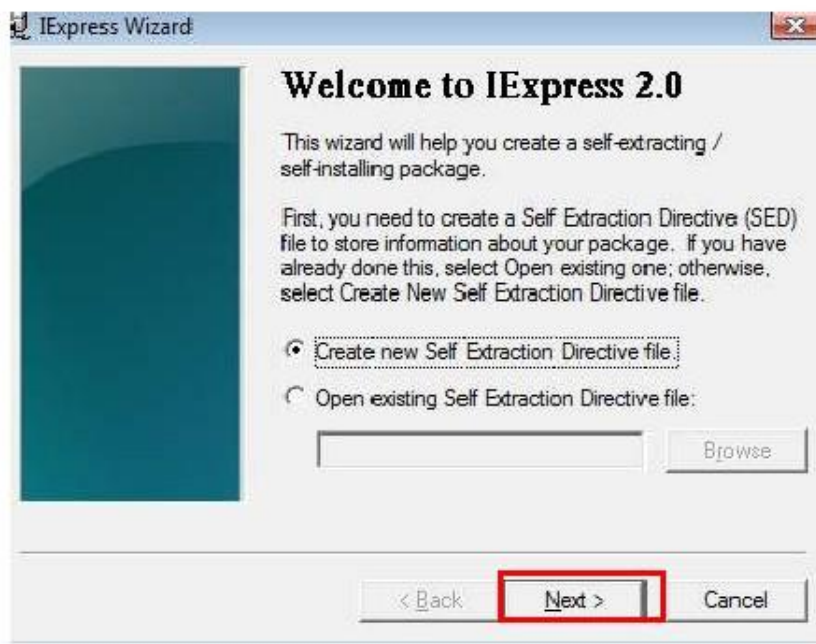 IExpress Wizard
Welcome to IExpress 2.0
This wizard will help you create a self-extracting /
self-installing package.
First, you need to create a Self Extraction Directive (SED)
file to store information about your package. If you have
already done this, select Open existing one; otherwise,
select Create New Self Extraction Directive file.
Create new Self Extraction Directive file.
Open existing Self Extraction Directive file:
Browse
< Back Next > Cancel